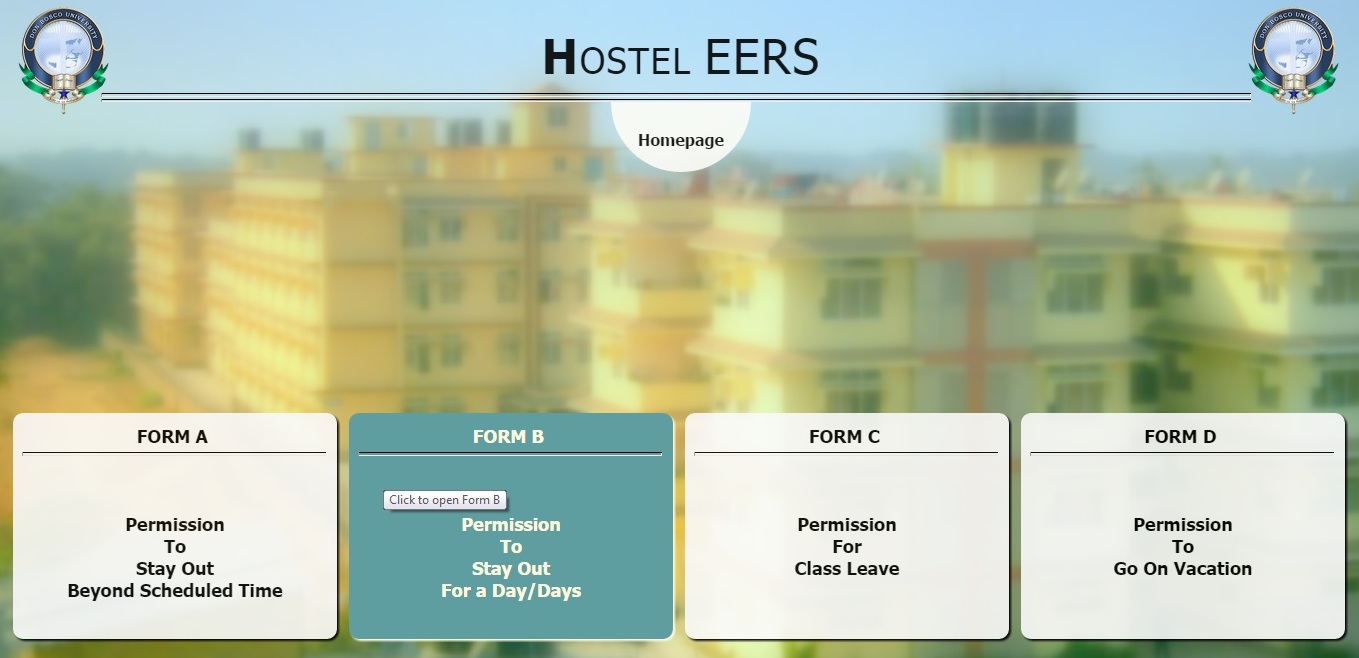 DON BOSCO UNIVERSITY
DON BOSCO UNIVERSITY
HOSTEL EERS
Homepage
FORM A
Permission
To
Stay Out
Beyond Scheduled Time
FORM B
Click to open Form B
Permission
To
Stay Out
For a Day/Days
FORM C
Permission
For
Class Leave
FORM D
Permission
To
Go On Vacation